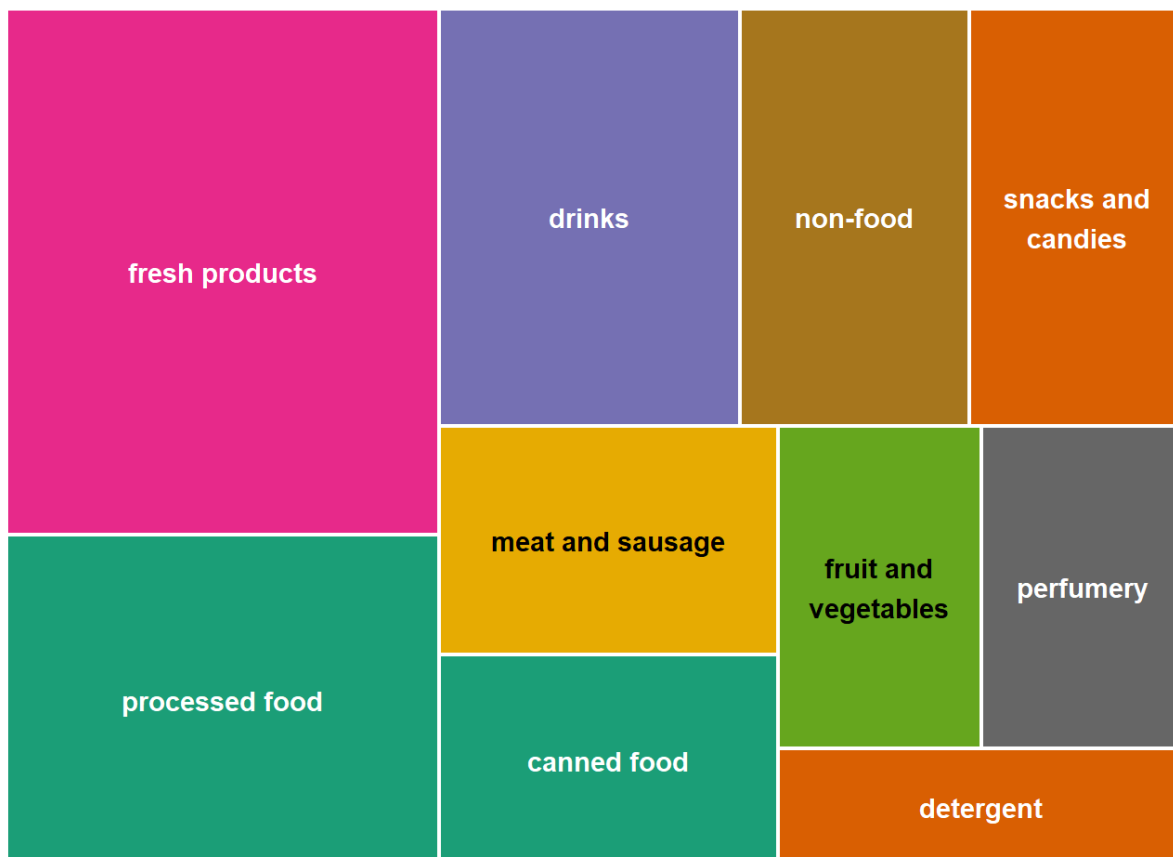 fresh products
drinks
non-food
snacks and
candies
meat and sausage
fruit and
vegetables
perfumery
processed food
canned food
detergent